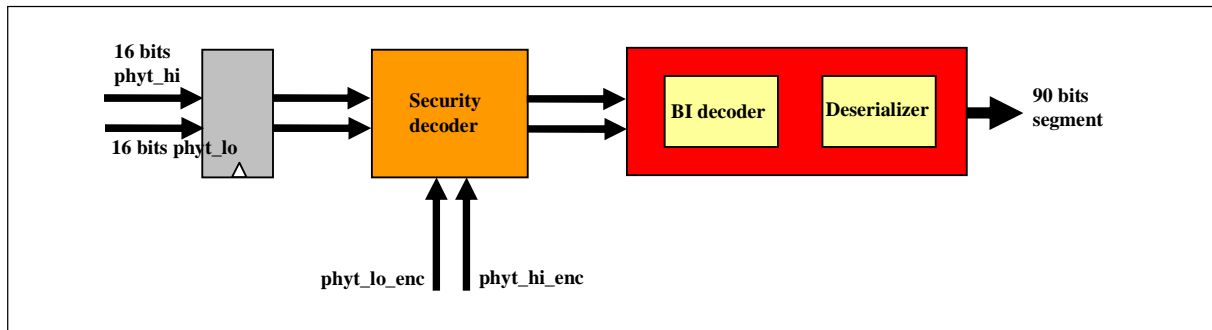 16 bits
phyt_hi
16 bits phyt_lo
Security
decoder
BI decoder
Deserializer
90 bits
segment
phyt_lo_enc
phyt_hi_enc